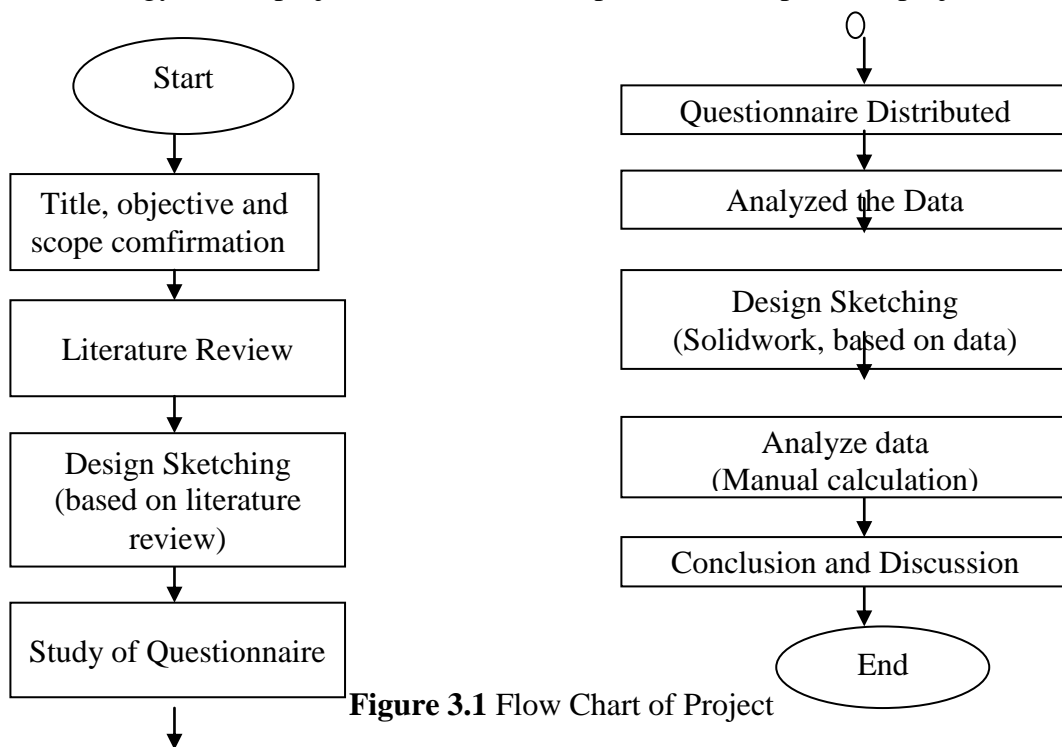 Start
Title, objective and
scope comfirmation
Literature Review
Design Sketching
(based on literature
review)
Study of Questionnaire
Questionnaire Distributed
Analyzed the Data
Design Sketching
(Solidwork, based on data)
Analyze data
(Manual calculation)
Conclusion and Discussion
End
Figure 3.1 Flow Chart of Project